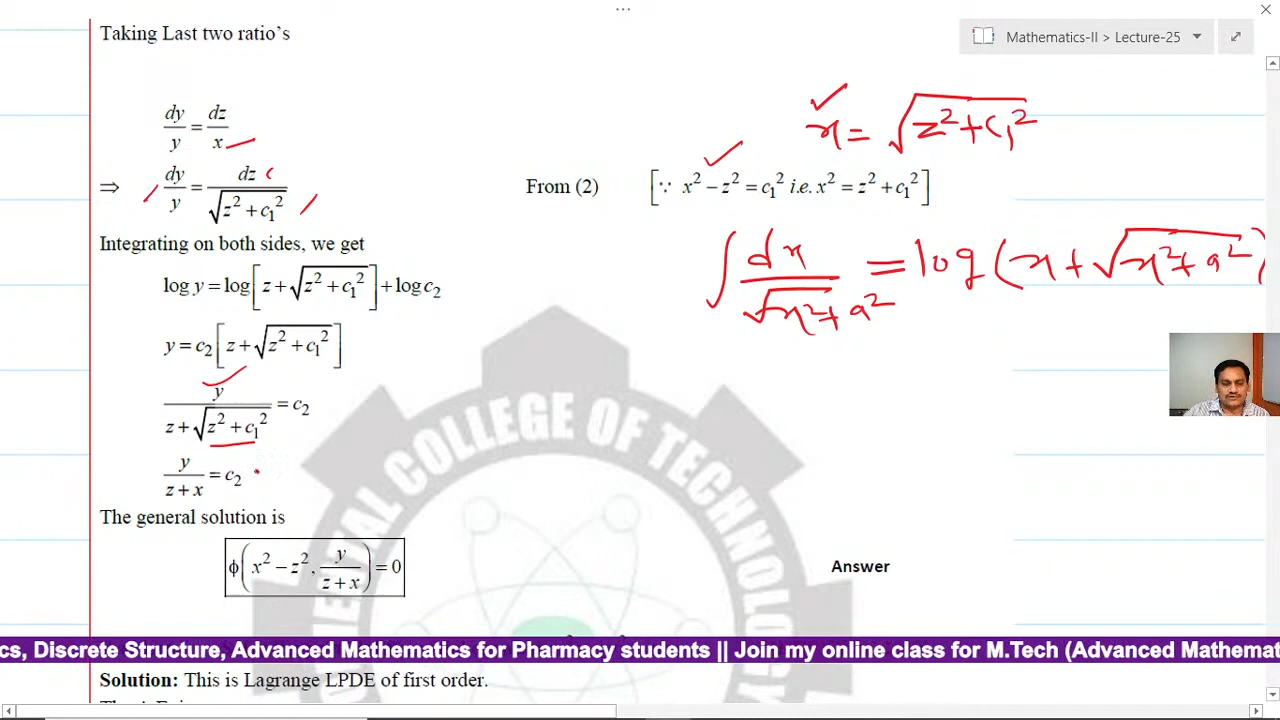 Taking Last two ratio's
Mathematics-II > Lecture-25
dy/y = dz/x
x = √(z² + c₁²)
⇒ dy/y = dz/√(z² + c₁²) From (2) [∵ x² − z² = c₁² i.e. x² = z² + c₁²]
Integrating on both sides, we get
∫ dx/√(x² + a²) = log(x + √(x² + a²))
log y = log[z + √(z² + c₁²)] + log c₂
y = c₂[z + √(z² + c₁²)]
y/(z + √(z² + c₁²)) = c₂
y/(z + x) = c₂
The general solution is
ϕ(x² − z², y/(z + x)) = 0
Answer
COLLEGE OF TECHNOLOGY
cs, Discrete Structure, Advanced Mathematics for Pharmacy students || Join my online class for M.Tech (Advanced Mathemat
Solution: This is Lagrange LPDE of first order.